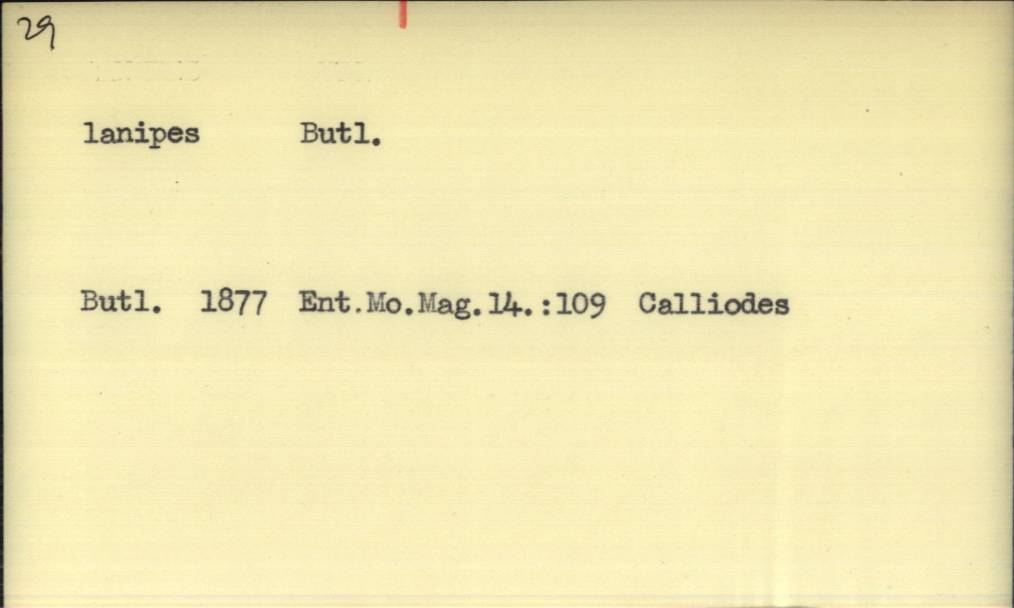 29
lanipes Butl.
Butl. 1877 Ent.Mo.Mag.14.:109 Calliodes